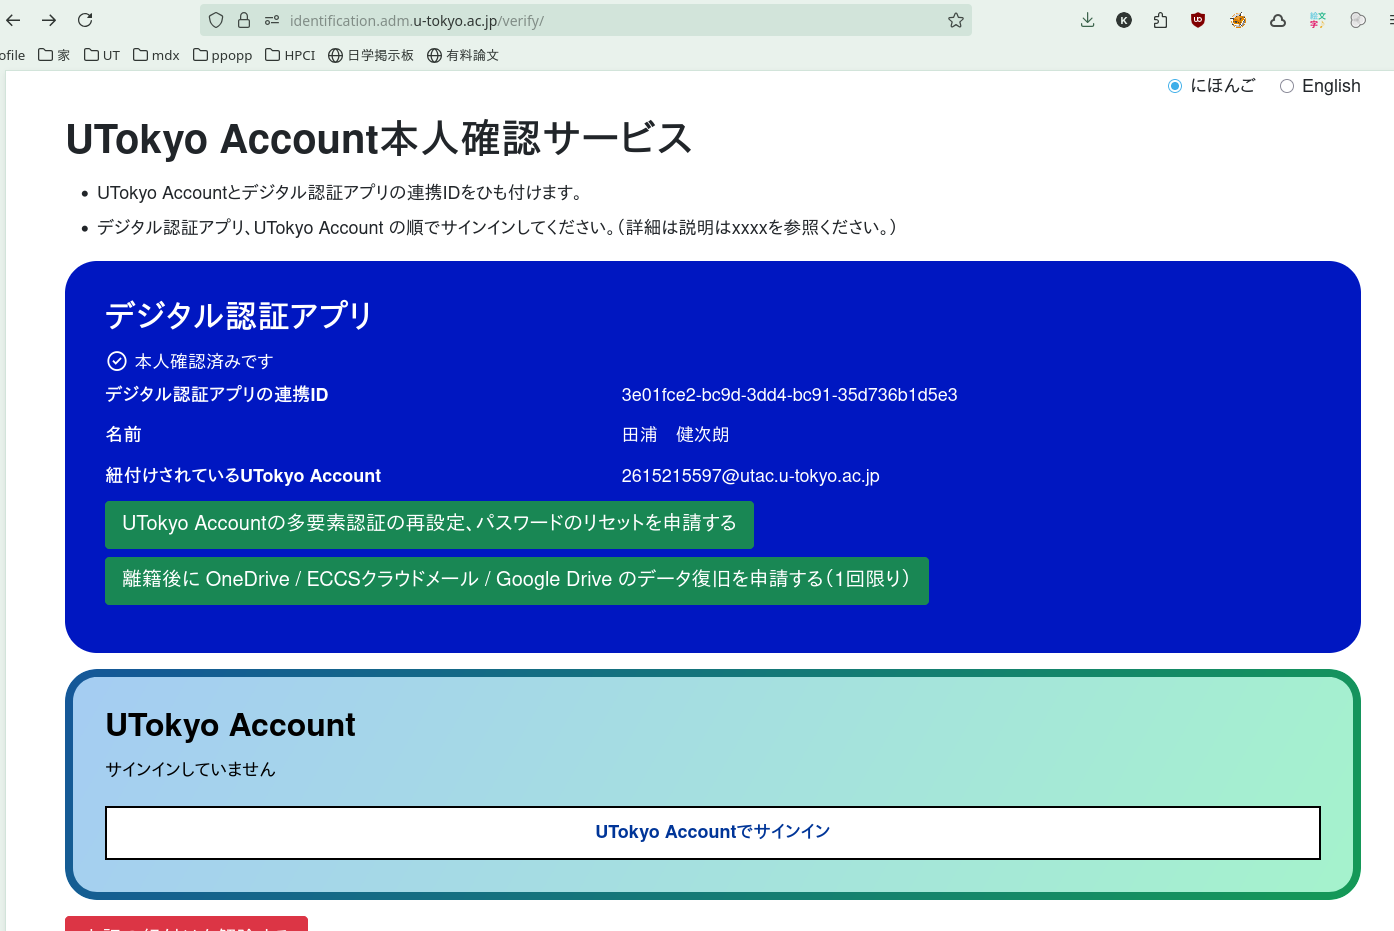 identification.adm.u-tokyo.ac.jp/verify/
ofile 家 UT mdx ppopp HPCI 日学掲示板 有料論文
にほんご English
UTokyo Account本人確認サービス
UTokyo Accountとデジタル認証アプリの連携IDをひも付けます。
デジタル認証アプリ、UTokyo Account の順でサインインしてください。（詳細は説明はxxxxを参照ください。）
デジタル認証アプリ
本人確認済みです
デジタル認証アプリの連携ID 3e01fce2-bc9d-3dd4-bc91-35d736b1d5e3
名前 田浦　健次朗
紐付けされているUTokyo Account 2615215597@utac.u-tokyo.ac.jp
UTokyo Accountの多要素認証の再設定、パスワードのリセットを申請する
離籍後に OneDrive / ECCSクラウドメール / Google Drive のデータ復旧を申請する（1回限り）
UTokyo Account
サインインしていません
UTokyo Accountでサインイン